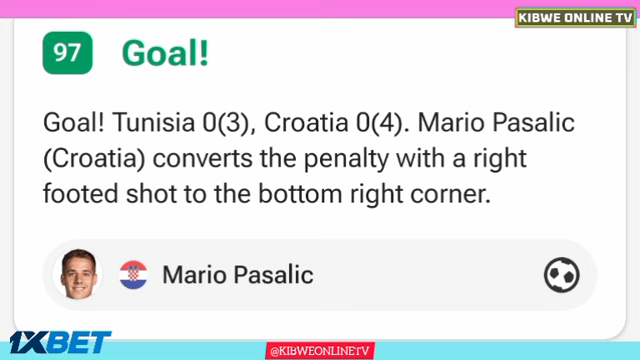 KIBWE ONLINE TV
97 Goal!
Goal! Tunisia 0(3), Croatia 0(4). Mario Pasalic
(Croatia) converts the penalty with a right
footed shot to the bottom right corner.
Mario Pasalic
1XBET
@KIBWEONLINETV